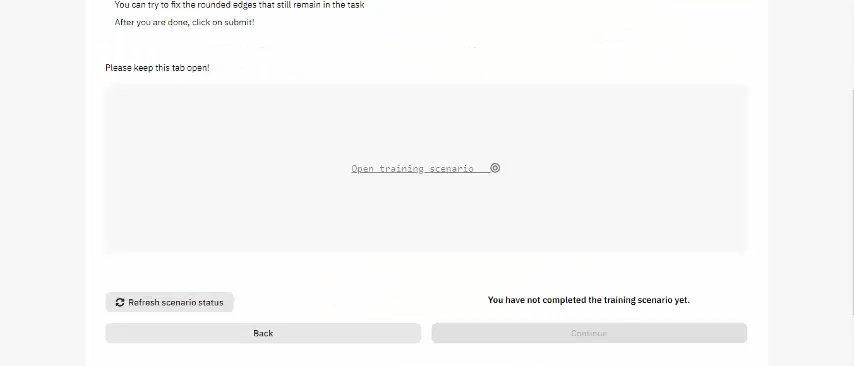 You can try to fix the rounded edges that still remain in the task
After you are done, click on submit!
Please keep this tab open!
Open training scenario
Refresh scenario status
You have not completed the training scenario yet.
Back
Continue